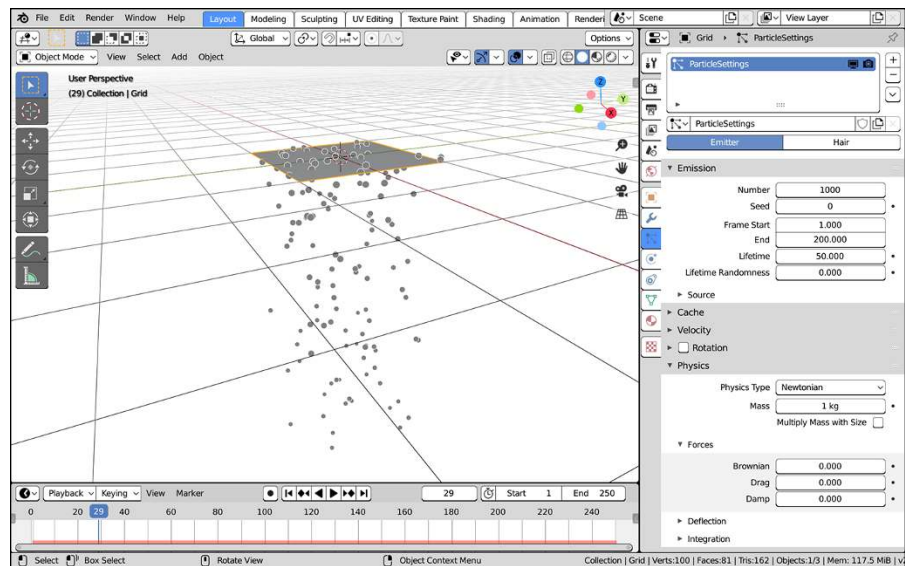 File Edit Render Window Help Layout Modeling Sculpting UV Editing Texture Paint Shading Animation Scene View Layer
Global Options Grid ParticleSettings
Object Mode View Select Add Object
ParticleSettings
User Perspective
(29) Collection | Grid
Z
Y
X
ParticleSettings
Emitter Hair
Emission
Number 1000
Seed 0
Frame Start 1.000
End 200.000
Lifetime 50.000
Lifetime Randomness 0.000
Source
Cache
Velocity
Rotation
Physics
Physics Type Newtonian
Mass 1 kg
Multiply Mass with Size
Forces
Brownian 0.000
Drag 0.000
Damp 0.000
Deflection
Integration
Playback Keying View Marker 29 Start 1 End 250
0 20 29 40 60 80 100 120 140 160 180 200 220 240
Select Box Select Rotate View Object Context Menu Collection | Grid | Verts:100 | Faces:81 | Tris:162 | Objects:1/3 | Mem: 117.5 MiB |